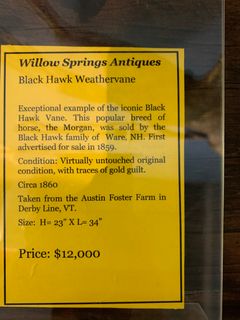 Willow Springs Antiques
Black Hawk Weathervane
Exceptional example of the iconic Black
Hawk Vane. This popular breed of
horse, the Morgan, was sold by the
Black Hawk family of Ware. NH. First
advertised for sale in 1859.
Condition: Virtually untouched original
condition, with traces of gold guilt.
Circa 1860
Taken from the Austin Foster Farm in
Derby Line, VT.
Size: H= 23" X L= 34"
Price: $12,000